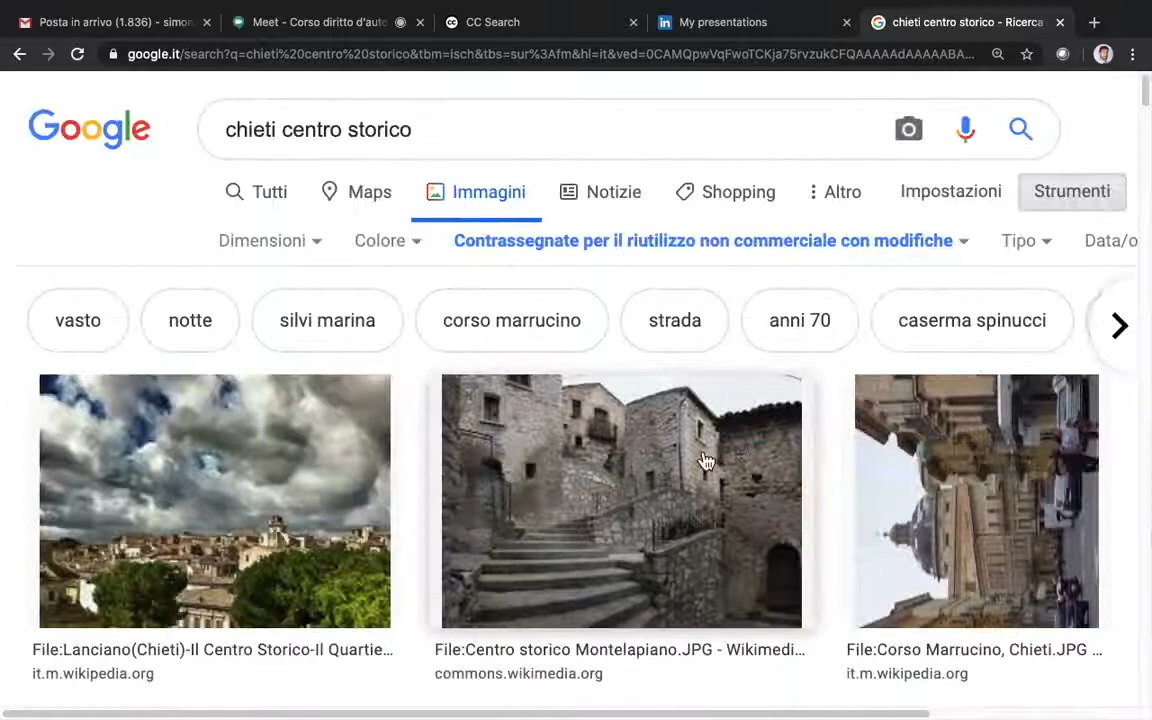 Posta in arrivo (1.836) - simon
Meet - Corso diritto d'auto
CC Search
My presentations
chieti centro storico - Ricerca
google.it/search?q=chieti%20centro%20storico&tbm=isch&tbs=sur%3Afm&hl=it&ved=0CAMQpwVqFwoTCKja75rvzukCFQAAAAAdAAAAABA...
Google
chieti centro storico
Tutti
Maps
Immagini
Notizie
Shopping
Altro
Impostazioni
Strumenti
Dimensioni
Colore
Contrassegnate per il riutilizzo non commerciale con modifiche
Tipo
Data/o
vasto
notte
silvi marina
corso marrucino
strada
anni 70
caserma spinucci
File:Lanciano(Chieti)-Il Centro Storico-Il Quartie...
it.m.wikipedia.org
File:Centro storico Montelapiano.JPG - Wikimedi...
commons.wikimedia.org
File:Corso Marrucino, Chieti.JPG ...
it.m.wikipedia.org